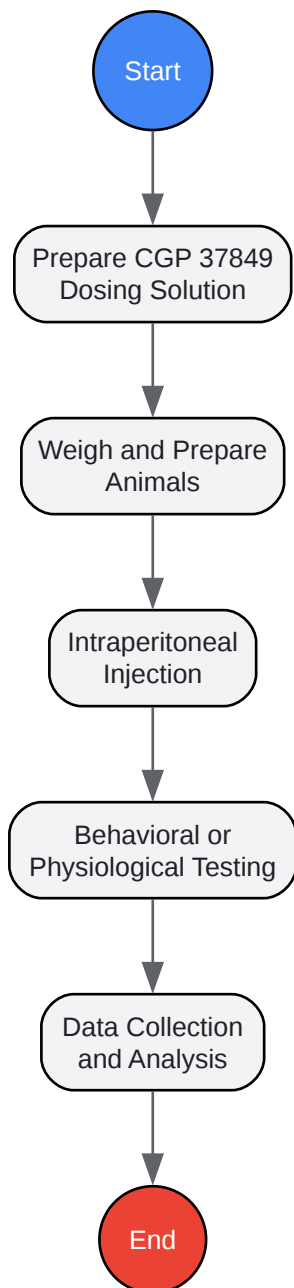 Start
Prepare CGP 37849
Dosing Solution
Weigh and Prepare
Animals
Intraperitoneal
Injection
Behavioral or
Physiological Testing
Data Collection
and Analysis
End